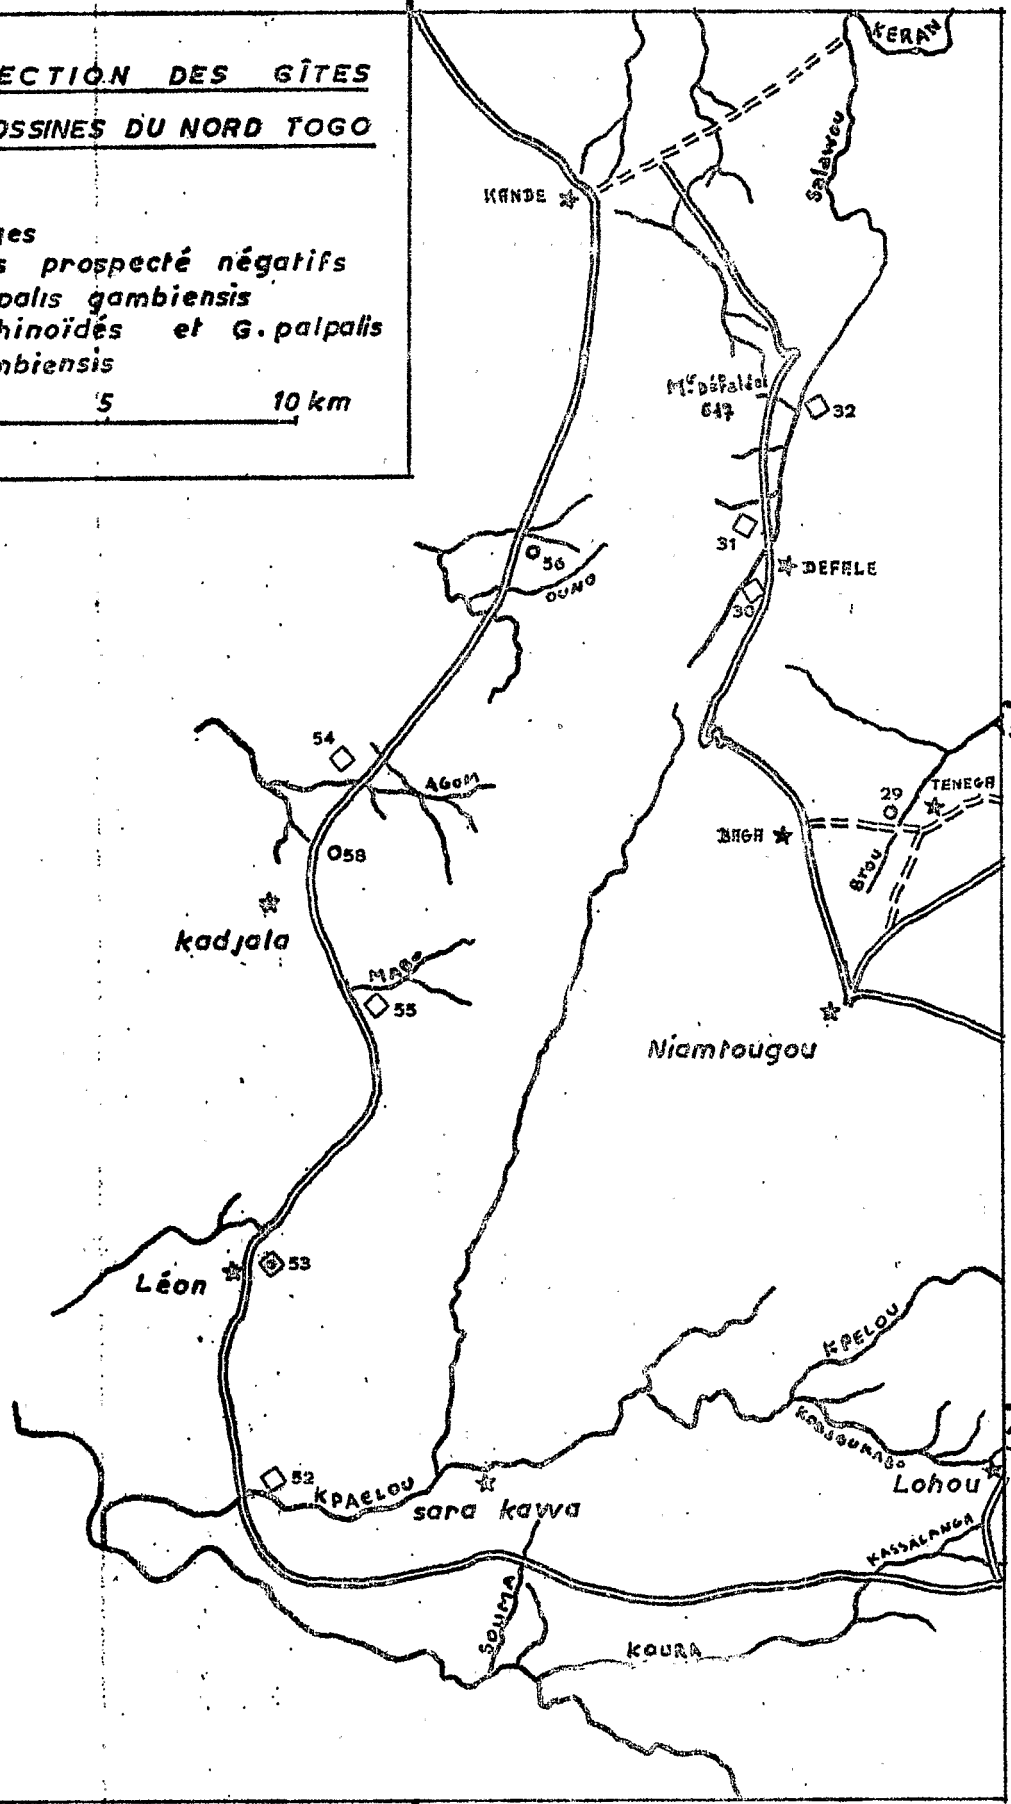 ECTION DES GÎTES
OSSINES DU NORD TOGO
ges
s prospecté négatifs
palis gambiensis
hinoïdés et G. palpalis
mbiensis
5 10 km
KERAN
Salawou
KANDE
617
32
31
DEFALE
30
56
OUNO
54
AGOM
58
kadjala
MABO
55
29
TENEGA
BAGA
Brou
Niamtougou
53
Léon
KPELOU
Lohou
52
KPAELOU
sara kawa
KASSALANGA
SOUMA
KOURA